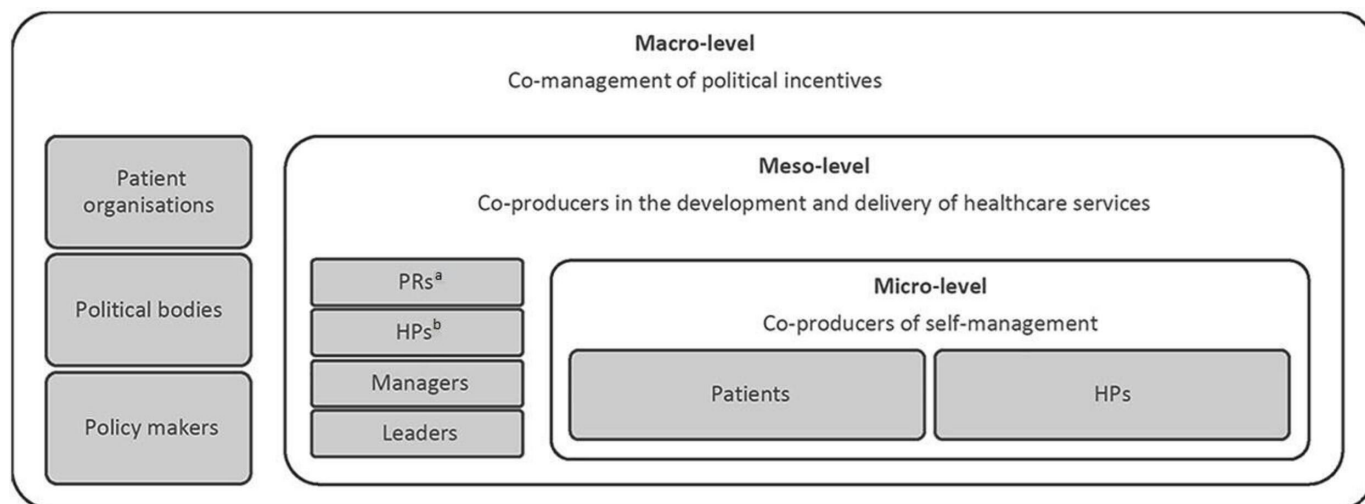 Macro-level
Co-management of political incentives
Patient
organisations
Political bodies
Policy makers
Meso-level
Co-producers in the development and delivery of healthcare services
PRsᵃ
HPsᵇ
Managers
Leaders
Micro-level
Co-producers of self-management
Patients
HPs